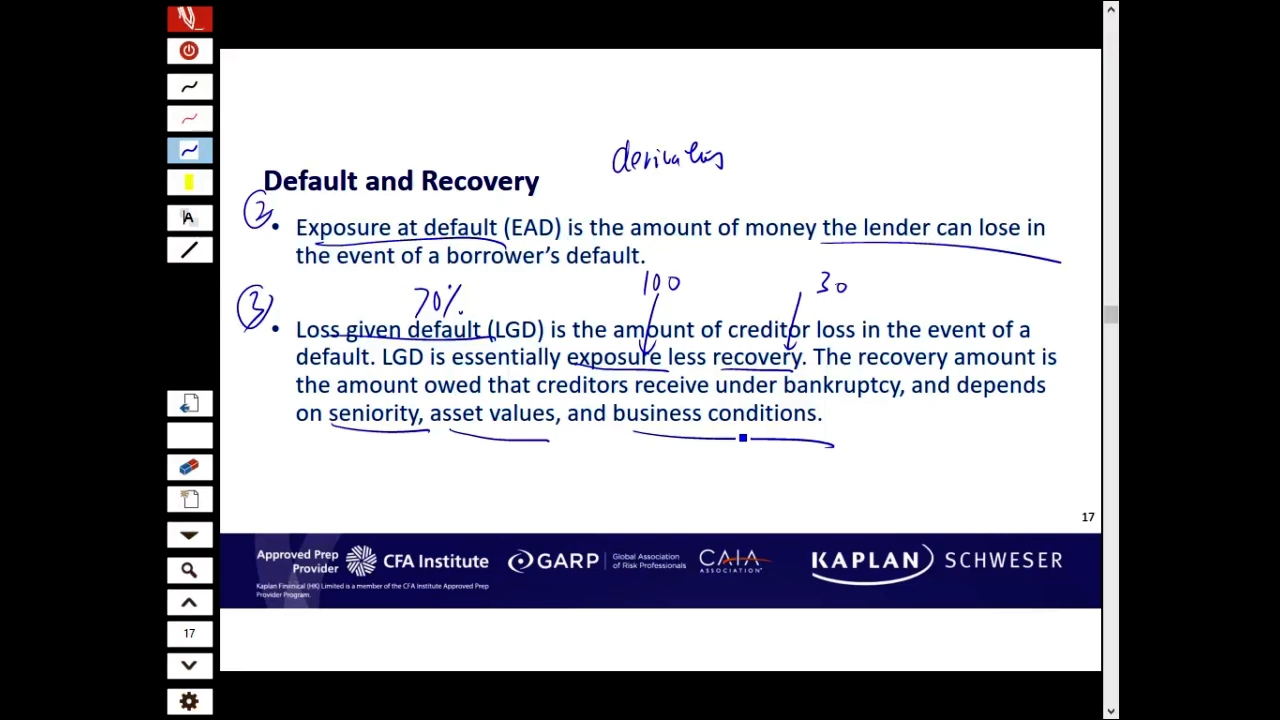 derivatives
Default and Recovery
② • Exposure at default (EAD) is the amount of money the lender can lose in
the event of a borrower’s default.
70% 100 30
③ • Loss given default (LGD) is the amount of creditor loss in the event of a
default. LGD is essentially exposure less recovery. The recovery amount is
the amount owed that creditors receive under bankruptcy, and depends
on seniority, asset values, and business conditions.
17
Approved Prep
Provider
CFA Institute
GARP
Global Association
of Risk Professionals
CAIA
ASSOCIATION
KAPLAN SCHWESER
Kaplan Financial (HK) Limited is a member of the CFA Institute Approved Prep
Provider Program.
A
17